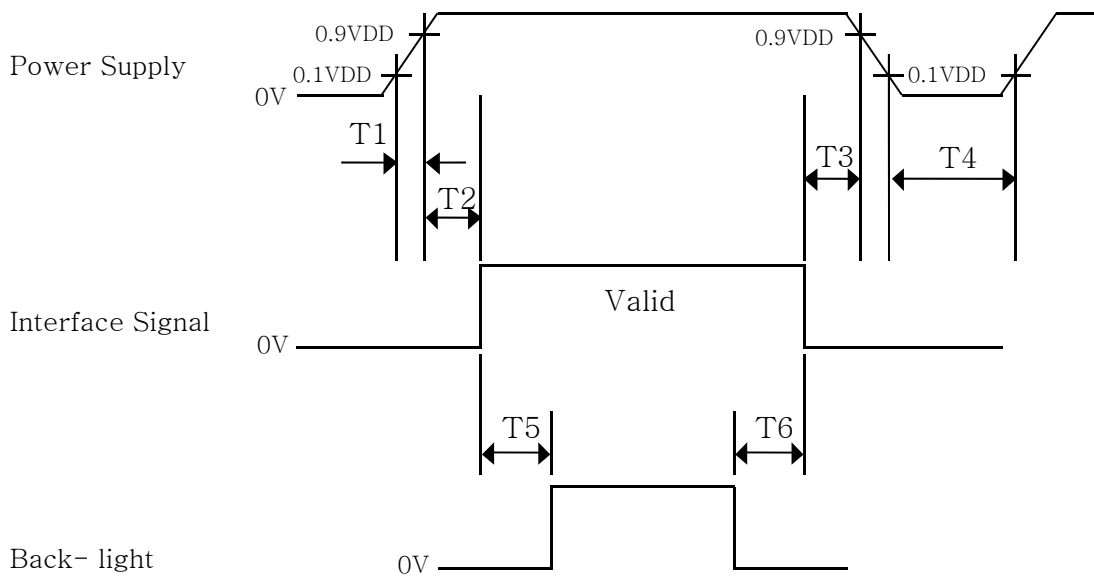 0.9VDD
0.9VDD
Power Supply
0.1VDD
0.1VDD
0V
T1
T3
T4
T2
Valid
Interface Signal
0V
T5
T6
Back- light
0V